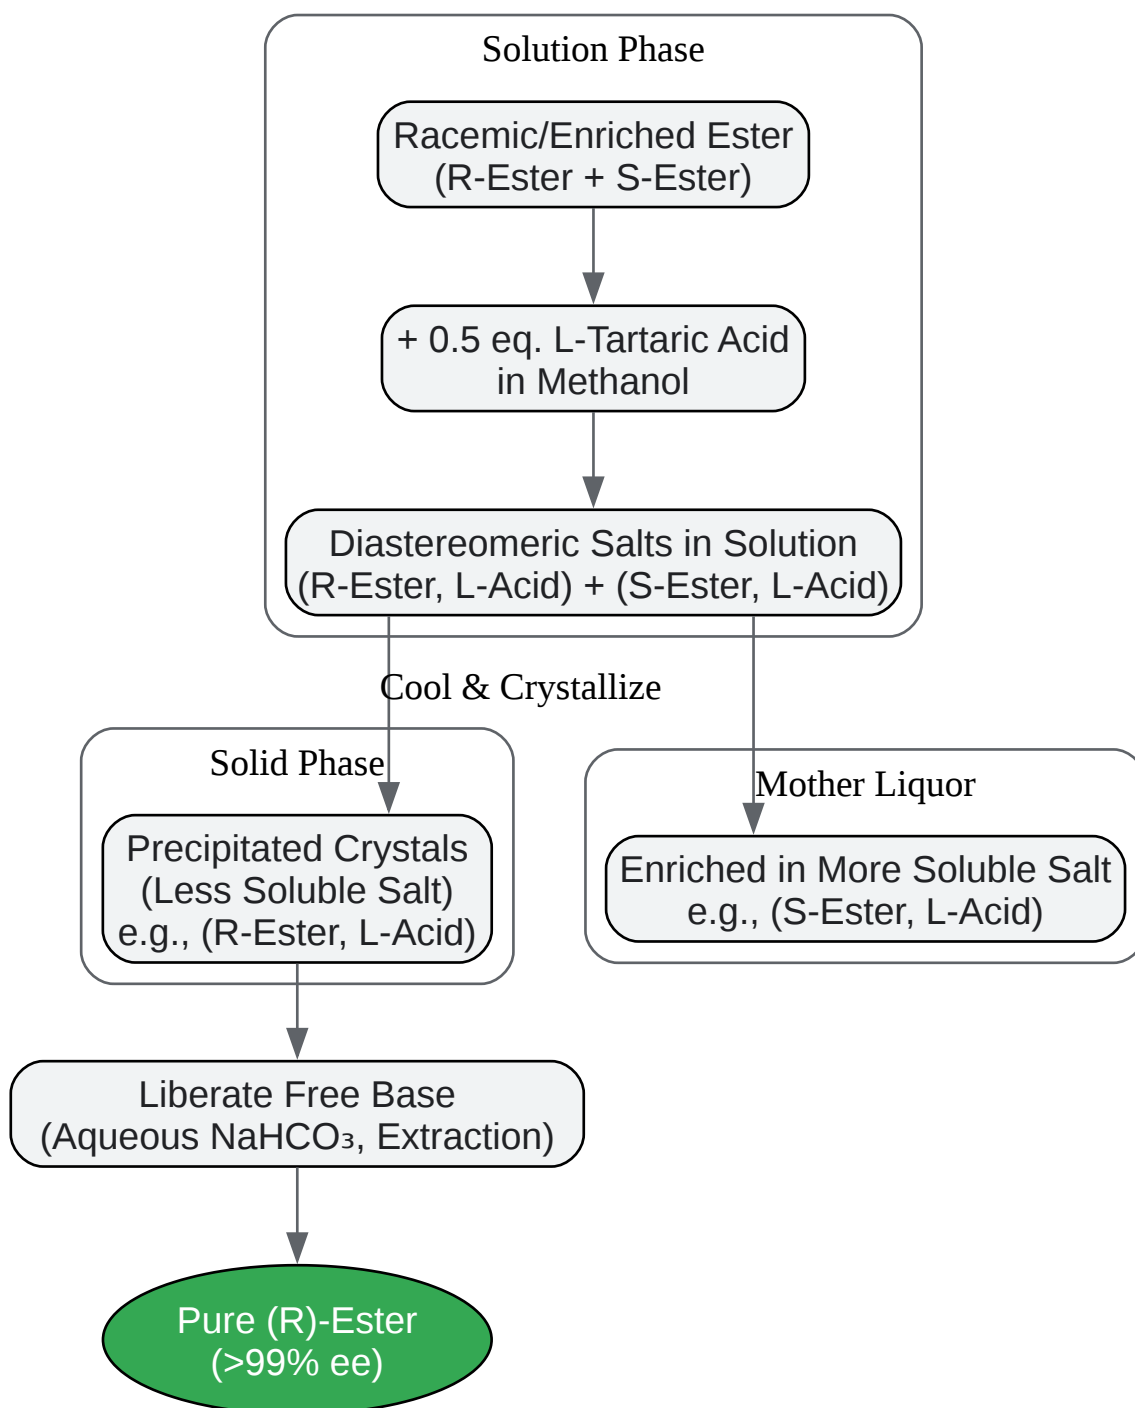 Solution Phase
Racemic/Enriched Ester
(R-Ester + S-Ester)
+ 0.5 eq. L-Tartaric Acid
in Methanol
Diastereomeric Salts in Solution
(R-Ester, L-Acid) + (S-Ester, L-Acid)
Cool & Crystallize
Solid Phase
Precipitated Crystals
(Less Soluble Salt)
e.g., (R-Ester, L-Acid)
Mother Liquor
Enriched in More Soluble Salt
e.g., (S-Ester, L-Acid)
Liberate Free Base
(Aqueous NaHCO₃, Extraction)
Pure (R)-Ester
(>99% ee)